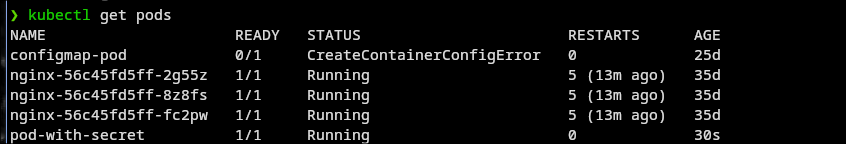 ❯ kubectl get pods
NAME READY STATUS RESTARTS AGE
configmap-pod 0/1 CreateContainerConfigError 0 25d
nginx-56c45fd5ff-2g55z 1/1 Running 5 (13m ago) 35d
nginx-56c45fd5ff-8z8fs 1/1 Running 5 (13m ago) 35d
nginx-56c45fd5ff-fc2pw 1/1 Running 5 (13m ago) 35d
pod-with-secret 1/1 Running 0 30s